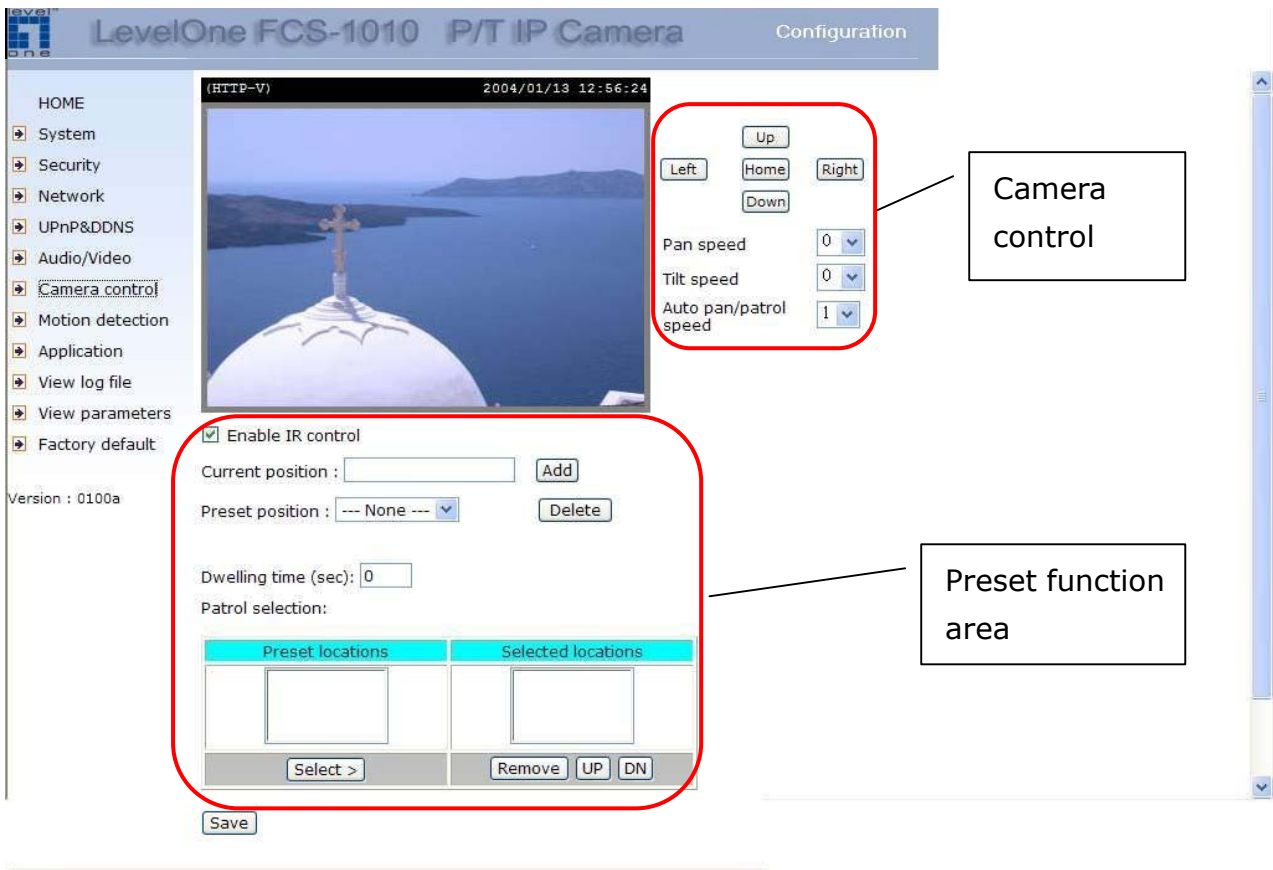 level
one
LevelOne FCS-1010 P/T IP Camera
Configuration
HOME
System
Security
Network
UPnP&DDNS
Audio/Video
Camera control
Motion detection
Application
View log file
View parameters
Factory default
Version : 0100a
(HTTP-V) 2004/01/13 12:56:24
Up
Left Home Right
Down
Pan speed 0
Tilt speed 0
Auto pan/patrol
speed 1
Camera
control
Enable IR control
Current position : Add
Preset position : --- None --- Delete
Dwelling time (sec): 0
Patrol selection:
Preset locations Selected locations
Select > Remove UP DN
Save
Preset function
area